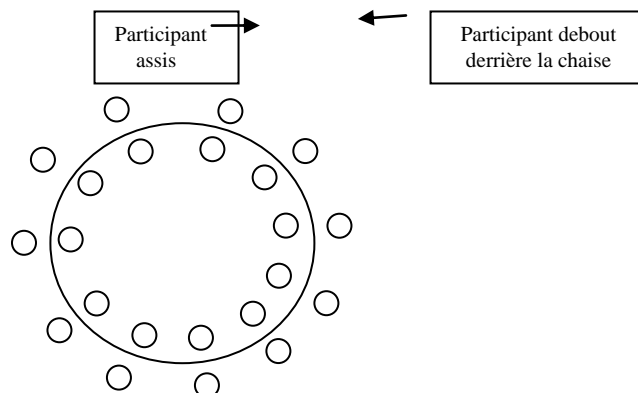 Participant
assis
Participant debout
derrière la chaise